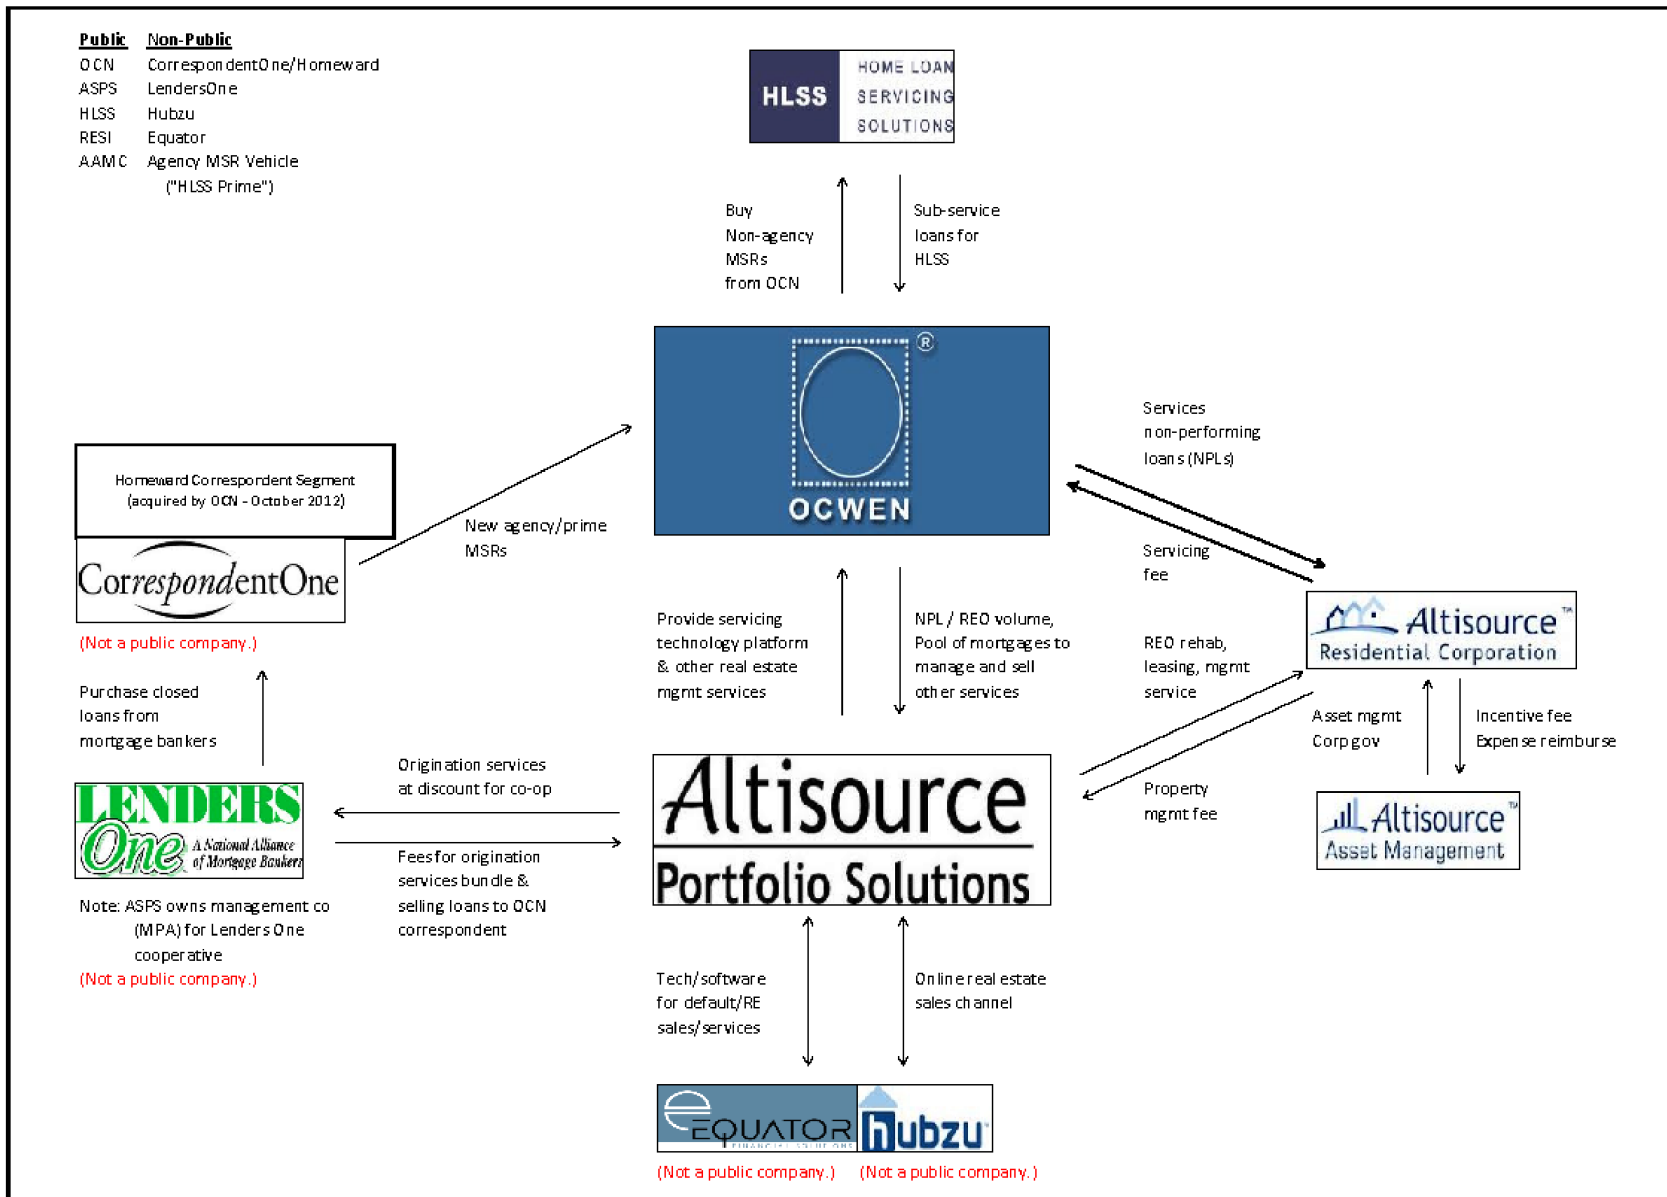 Public Non-Public
OCN CorrespondentOne/Homeward
ASPS LendersOne
HLSS Hubzu
RESI Equator
AAMC Agency MSR Vehicle
("HLSS Prime")
HLSS
HOME LOAN
SERVICING
SOLUTIONS
Buy
Non-agency
MSRs
from OCN
Sub-service
loans for
HLSS
®
OCWEN
Services
non-performing
loans (NPLs)
Servicing
fee
Homeward Correspondent Segment
(acquired by OCN - October 2012)
CorrespondentOne
(Not a public company.)
New agency/prime
MSRs
Provide servicing
technology platform
& other real estate
mgmt services
NPL / REO volume,
Pool of mortgages to
manage and sell
other services
REO rehab,
leasing, mgmt
service
Altisource™
Residential Corporation
Purchase closed
loans from
mortgage bankers
Asset mgmt
Corp gov
Incentive fee
Expense reimburse
Origination services
at discount for co-op
Property
mgmt fee
Altisource™
Asset Management
LENDERS
One
A National Alliance
of Mortgage Bankers
Altisource
Portfolio Solutions
Fees for origination
services bundle &
selling loans to OCN
correspondent
Note: ASPS owns management co
(MPA) for Lenders One
cooperative
(Not a public company.)
Tech/software
for default/RE
sales/services
Online real estate
sales channel
EQUATOR
FINANCIAL SOLUTIONS
hubzu™
(Not a public company.) (Not a public company.)